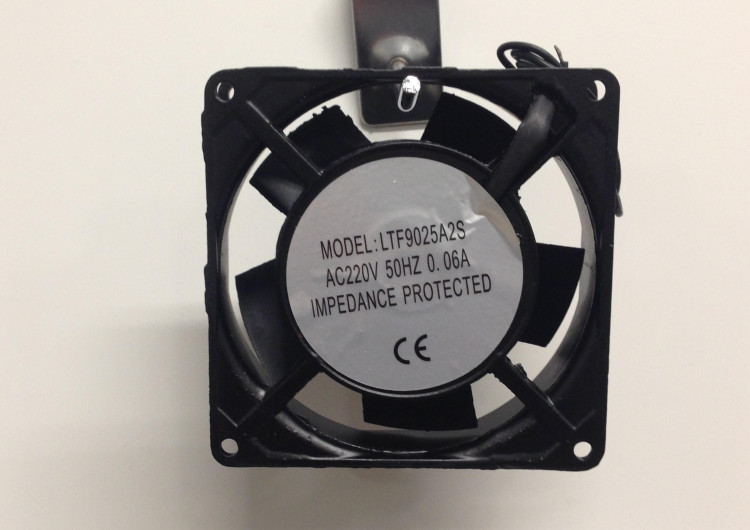 MODEL:LTF9025A2S
AC220V 50HZ 0.06A
IMPEDANCE PROTECTED
CE